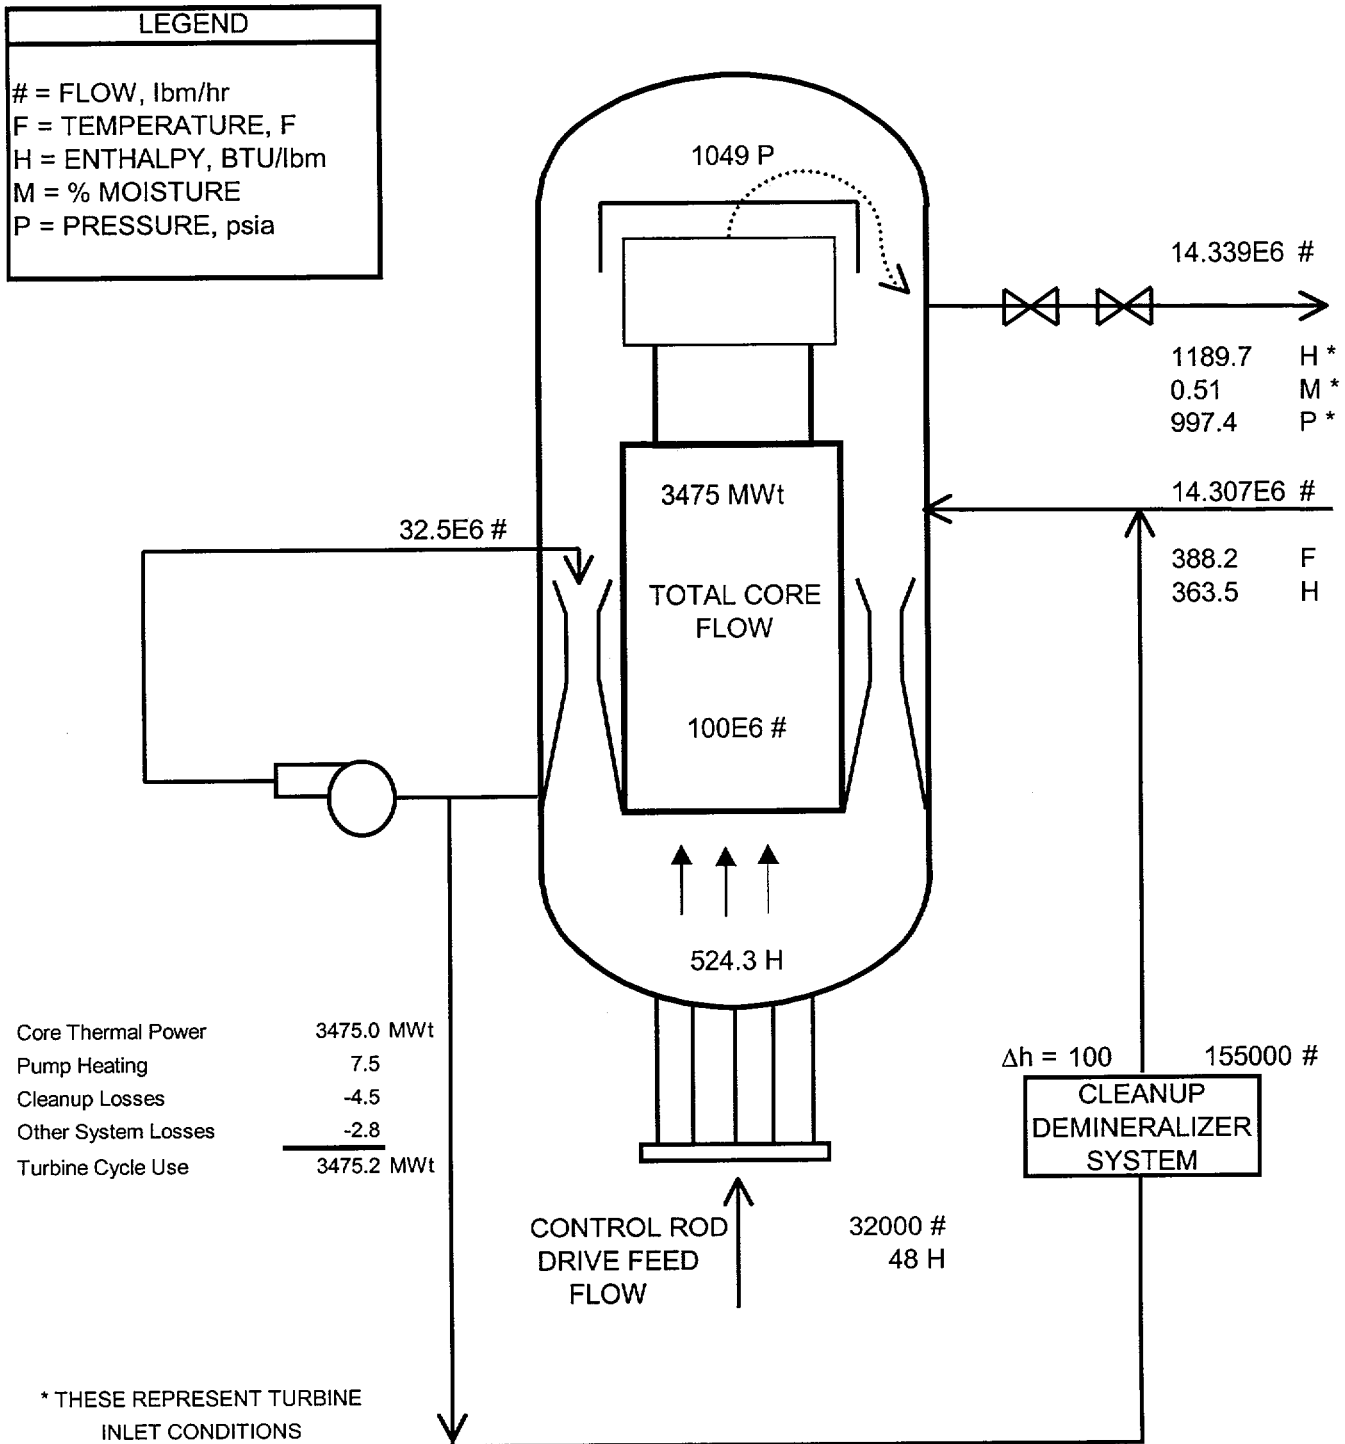 LEGEND
# = FLOW, lbm/hr
F = TEMPERATURE, F
H = ENTHALPY, BTU/lbm
M = % MOISTURE
P = PRESSURE, psia
1049 P
14.339E6 #
1189.7 H *
0.51 M *
997.4 P *
3475 MWt
14.307E6 #
32.5E6 #
388.2 F
363.5 H
TOTAL CORE
FLOW
100E6 #
524.3 H
Core Thermal Power 3475.0 MWt
Pump Heating 7.5
Cleanup Losses -4.5
Other System Losses -2.8
Turbine Cycle Use 3475.2 MWt
Δh = 100 155000 #
CLEANUP
DEMINERALIZER
SYSTEM
CONTROL ROD
DRIVE FEED
FLOW
32000 #
48 H
* THESE REPRESENT TURBINE
INLET CONDITIONS